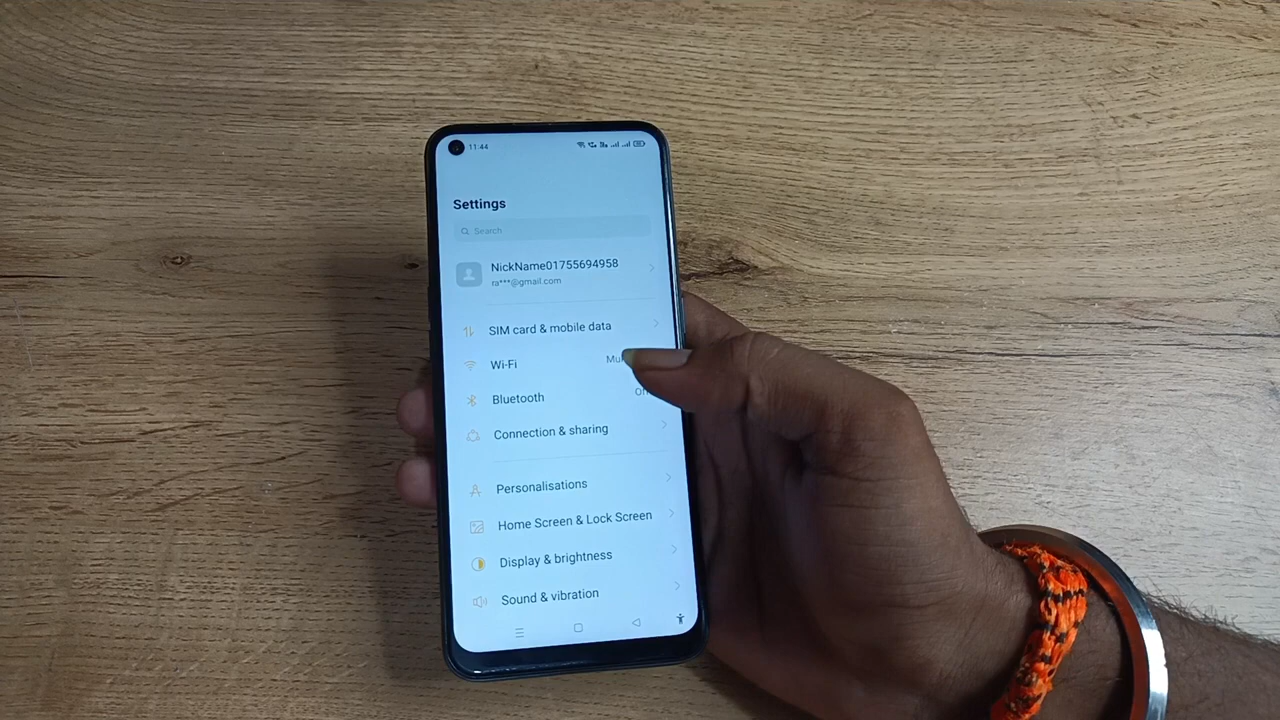 11:44
Settings
Search
NickName01755694958
ra***@gmail.com
SIM card & mobile data
Wi-Fi
Bluetooth
Connection & sharing
Personalisations
Home Screen & Lock Screen
Display & brightness
Sound & vibration